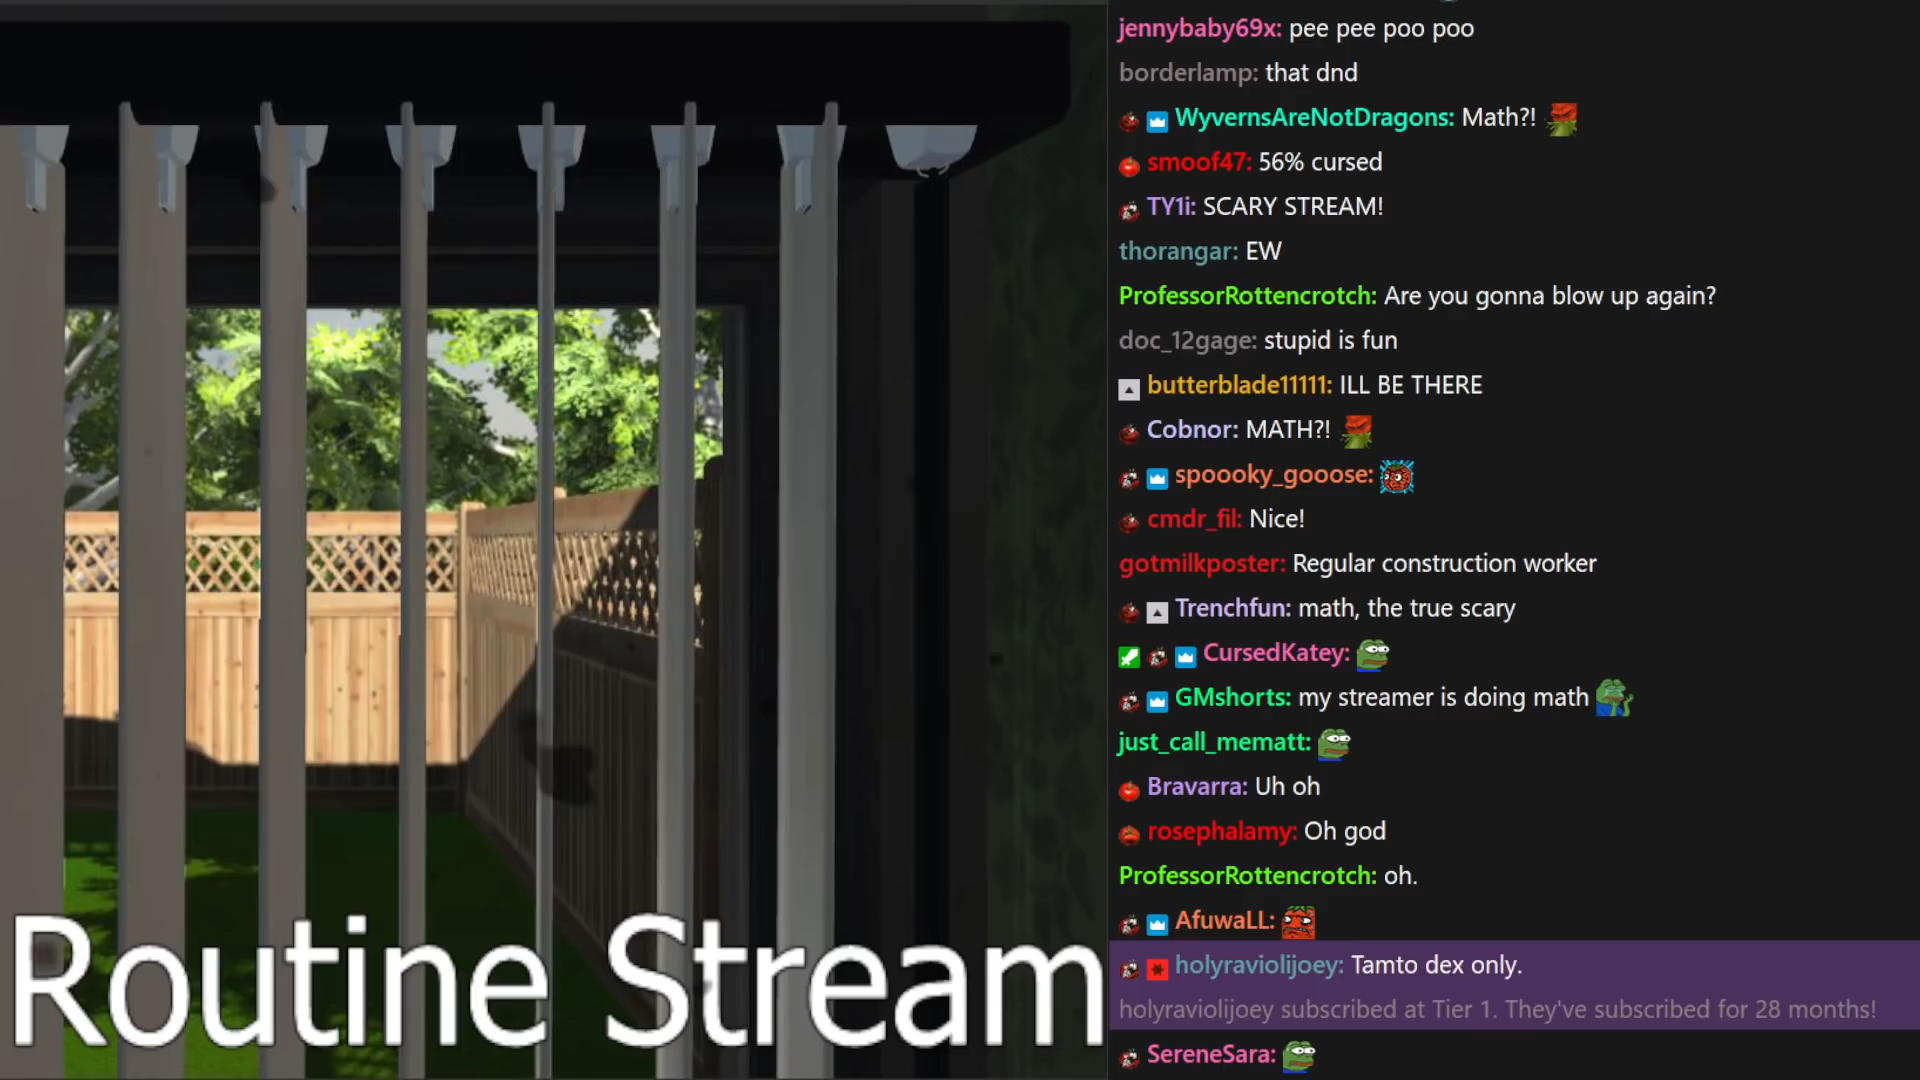 jennybaby69x: pee pee poo poo
borderlamp: that dnd
WyvernsAreNotDragons: Math?!
smoof47: 56% cursed
TY1i: SCARY STREAM!
thorangar: EW
ProfessorRottencrotch: Are you gonna blow up again?
doc_12gage: stupid is fun
butterblade11111: ILL BE THERE
Cobnor: MATH?!
spoooky_gooose:
cmdr_fil: Nice!
gotmilkposter: Regular construction worker
Trenchfun: math, the true scary
CursedKatey:
GMshorts: my streamer is doing math
just_call_mematt:
Bravarra: Uh oh
rosephalamy: Oh god
ProfessorRottencrotch: oh.
AfuwaLL:
holyraviolijoey: Tamto dex only.
holyraviolijoey subscribed at Tier 1. They've subscribed for 28 months!
SereneSara:
Routine Stream